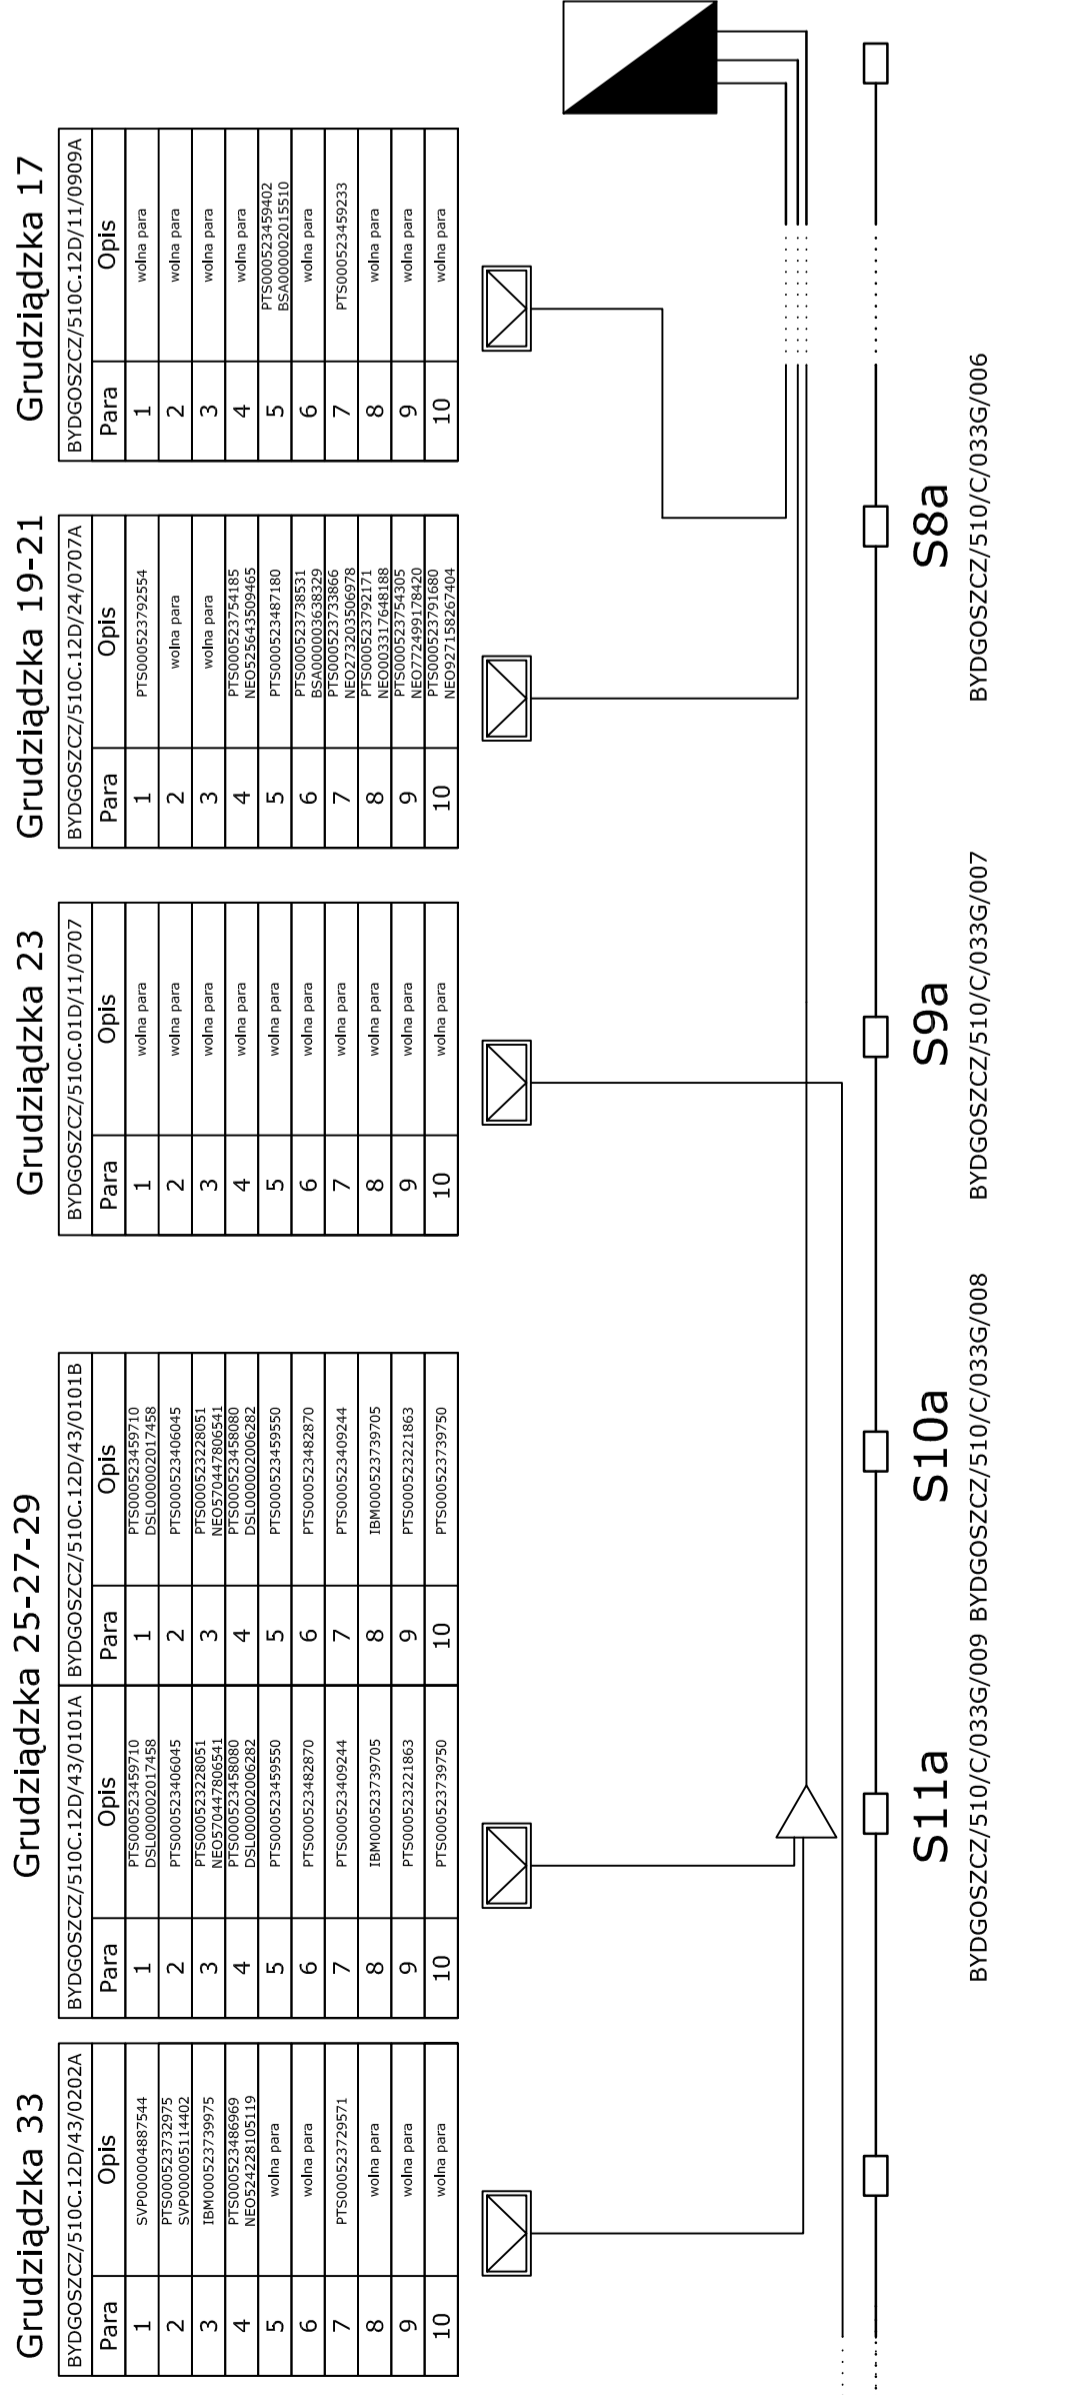 Grudziądzka 33
BYDGOSZCZ/510C.12D/43/0202A
Para Opis
1 SVP000004887544
2 PTS000523732975
SVP000005114402
3 IBM000523739975
4 PTS000523486969
NEO524228105119
5 wolna para
6 wolna para
7 PTS000523729571
8 wolna para
9 wolna para
10 wolna para
Grudziądzka 25-27-29
BYDGOSZCZ/510C.12D/43/0101A
Para Opis
1 PTS000523459710
DSL000002017458
2 PTS000523406045
3 PTS000523228051
NEO570447806541
4 PTS000523458080
DSL000002006282
5 PTS000523459550
6 PTS000523482870
7 PTS000523409244
8 IBM000523739705
9 PTS000523221863
10 PTS000523739750
BYDGOSZCZ/510C.12D/43/0101B
Para Opis
1 PTS000523459710
DSL000002017458
2 PTS000523406045
3 PTS000523228051
NEO570447806541
4 PTS000523458080
DSL000002006282
5 PTS000523459550
6 PTS000523482870
7 PTS000523409244
8 IBM000523739705
9 PTS000523221863
10 PTS000523739750
Grudziądzka 23
BYDGOSZCZ/510C.01D/11/0707
Para Opis
1 wolna para
2 wolna para
3 wolna para
4 wolna para
5 wolna para
6 wolna para
7 wolna para
8 wolna para
9 wolna para
10 wolna para
Grudziądzka 19-21
BYDGOSZCZ/510C.12D/24/0707A
Para Opis
1 PTS000523792554
2 wolna para
3 wolna para
4 PTS000523754185
NEO525643509465
5 PTS000523487180
6 PTS000523738531
BSA000003638329
7 PTS000523733866
NEO273203506978
8 PTS000523792171
NEO003317648188
9 PTS000523754305
NEO772499178420
10 PTS000523791680
NEO927158267404
Grudziądzka 17
BYDGOSZCZ/510C.12D/11/0909A
Para Opis
1 wolna para
2 wolna para
3 wolna para
4 wolna para
5 PTS000523459402
BSA000002015510
6 wolna para
7 PTS000523459233
8 wolna para
9 wolna para
10 wolna para
S11a
BYDGOSZCZ/510/C/033G/009
S10a
BYDGOSZCZ/510/C/033G/008
S9a
BYDGOSZCZ/510/C/033G/007
S8a
BYDGOSZCZ/510/C/033G/006